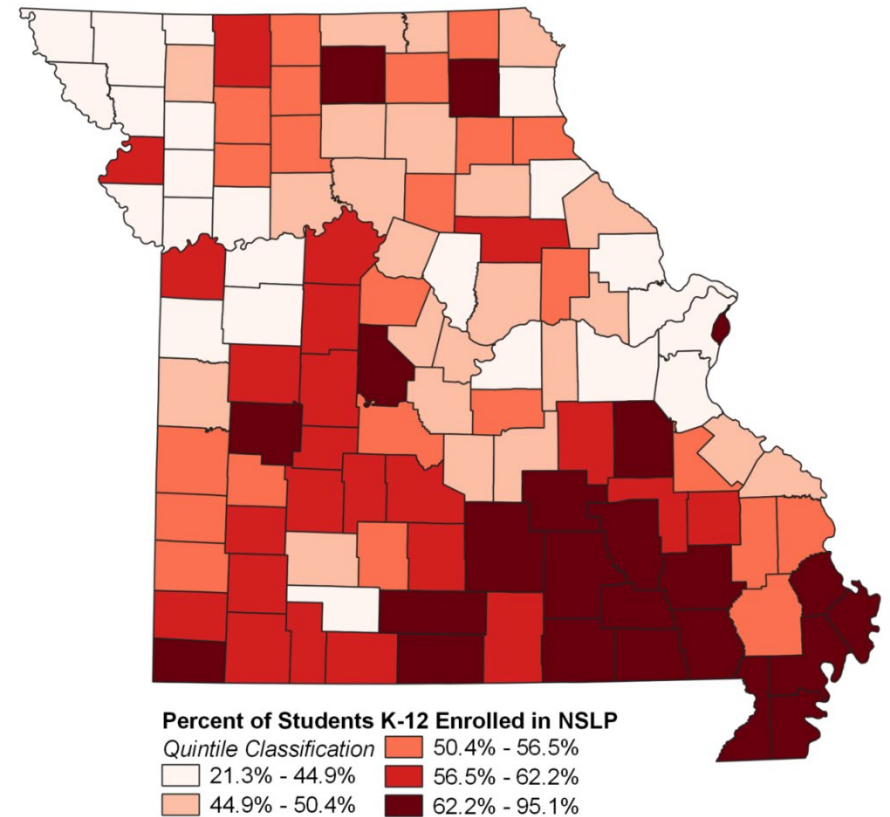 Percent of Students K-12 Enrolled in NSLP
Quintile Classification
21.3% - 44.9%
44.9% - 50.4%
50.4% - 56.5%
56.5% - 62.2%
62.2% - 95.1%